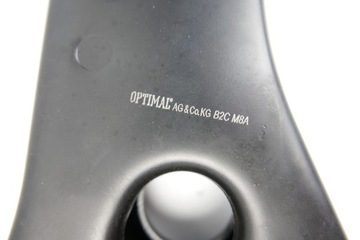 OPTIMAL® AG & Co.KG B2C M8A